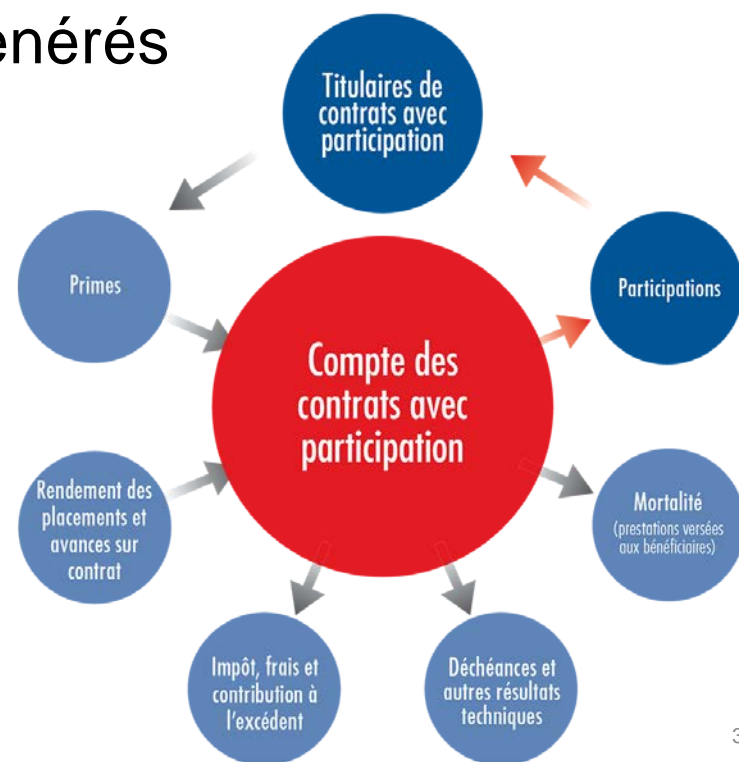 enérés
Titulaires de
contrats avec
participation
Primes
Participations
Compte des
contrats avec
participation
Rendement des
placements et
avances sur
contrat
Mortalité
(prestations versées
aux bénéficiaires)
Impôt, frais et
contribution à
l'excédent
Déchéances et
autres résultats
techniques
3